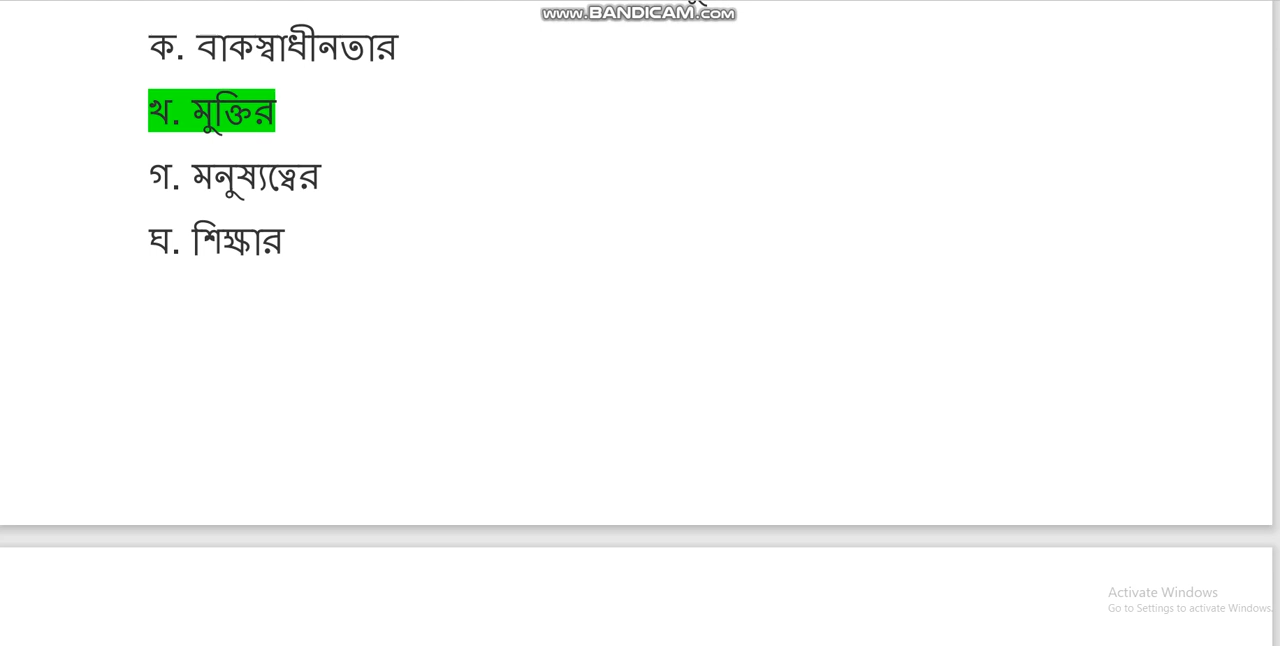 www.BANDICAM.com
ক. বাকস্বাধীনতার
খ. মুক্তির
গ. মনুষ্যত্বের
ঘ. শিক্ষার
Activate Windows
Go to Settings to activate Windows.